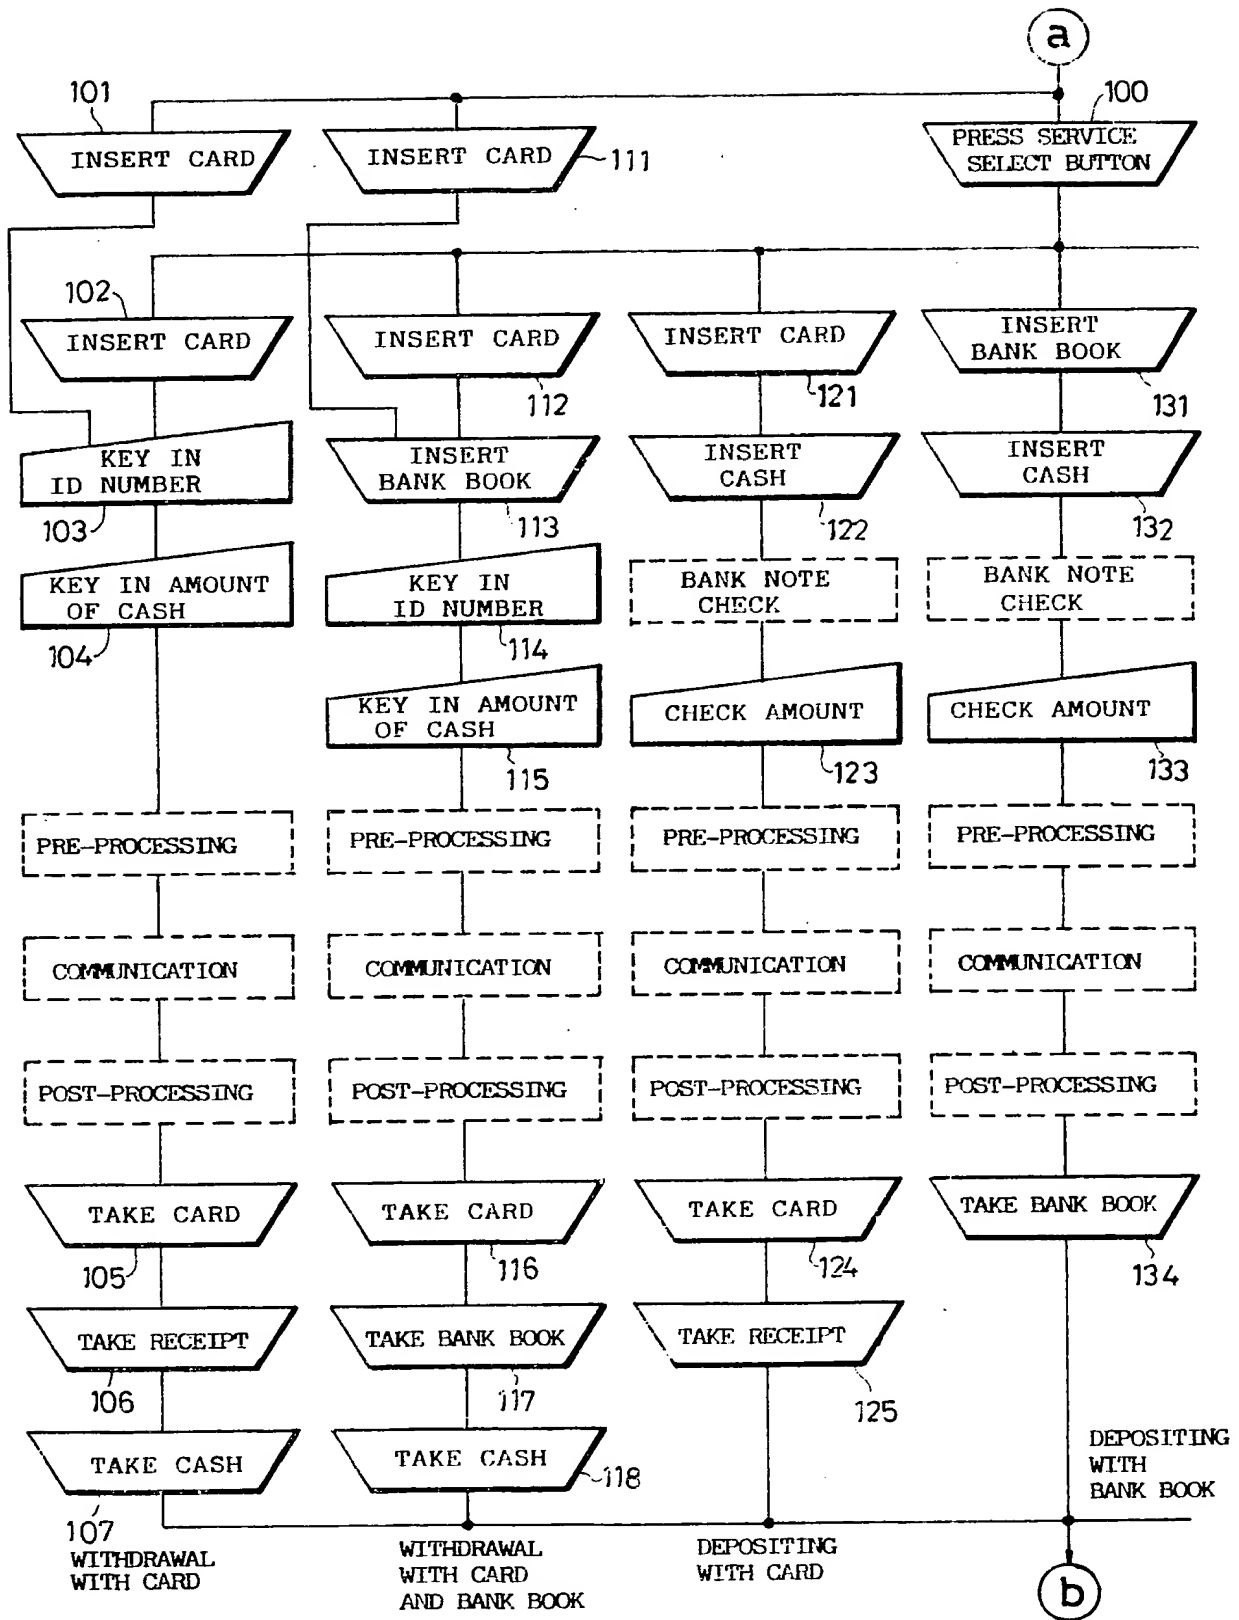 a
101
100
INSERT CARD
INSERT CARD
111
PRESS SERVICE
SELECT BUTTON
102
INSERT CARD
INSERT CARD
112
INSERT CARD
121
INSERT
BANK BOOK
131
KEY IN
ID NUMBER
103
INSERT
BANK BOOK
113
INSERT
CASH
122
INSERT
CASH
132
KEY IN AMOUNT
OF CASH
104
KEY IN
ID NUMBER
114
BANK NOTE
CHECK
BANK NOTE
CHECK
KEY IN AMOUNT
OF CASH
115
CHECK AMOUNT
123
CHECK AMOUNT
133
PRE-PROCESSING
PRE-PROCESSING
PRE-PROCESSING
PRE-PROCESSING
COMMUNICATION
COMMUNICATION
COMMUNICATION
COMMUNICATION
POST-PROCESSING
POST-PROCESSING
POST-PROCESSING
POST-PROCESSING
TAKE CARD
105
TAKE CARD
116
TAKE CARD
124
TAKE BANK BOOK
134
TAKE RECEIPT
106
TAKE BANK BOOK
117
TAKE RECEIPT
125
TAKE CASH
107
TAKE CASH
118
DEPOSITING
WITH
BANK BOOK
WITHDRAWAL
WITH CARD
WITHDRAWAL
WITH CARD
AND BANK BOOK
DEPOSITING
WITH CARD
b